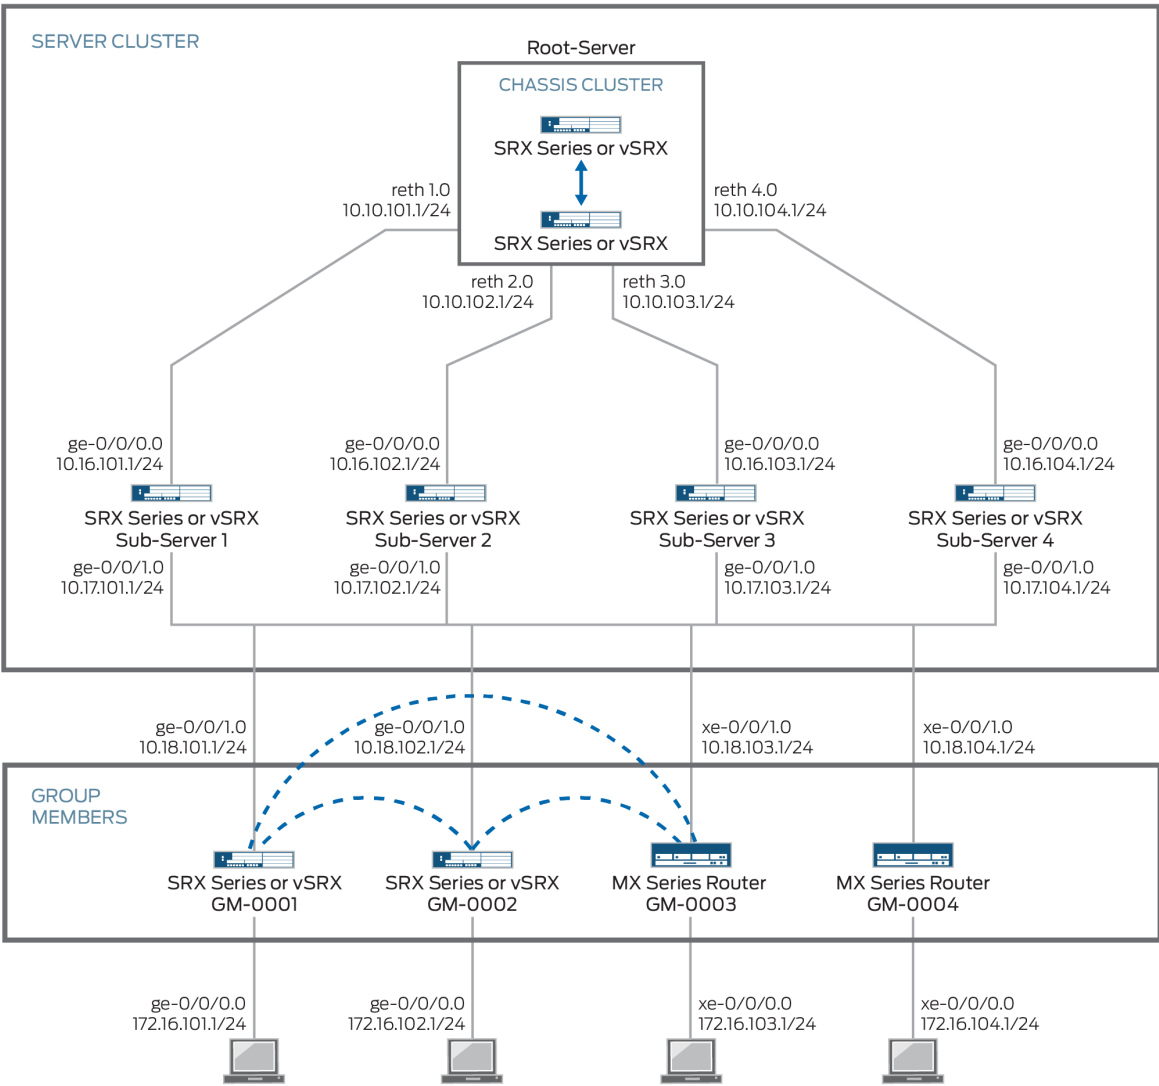 SERVER CLUSTER
Root-Server
CHASSIS CLUSTER
SRX Series or vSRX
SRX Series or vSRX
reth 1.0
10.10.101.1/24
reth 4.0
10.10.104.1/24
reth 2.0
10.10.102.1/24
reth 3.0
10.10.103.1/24
ge-0/0/0.0
10.16.101.1/24
SRX Series or vSRX
Sub-Server 1
ge-0/0/1.0
10.17.101.1/24
ge-0/0/0.0
10.16.102.1/24
SRX Series or vSRX
Sub-Server 2
ge-0/0/1.0
10.17.102.1/24
ge-0/0/0.0
10.16.103.1/24
SRX Series or vSRX
Sub-Server 3
ge-0/0/1.0
10.17.103.1/24
ge-0/0/0.0
10.16.104.1/24
SRX Series or vSRX
Sub-Server 4
ge-0/0/1.0
10.17.104.1/24
ge-0/0/1.0
10.18.101.1/24
ge-0/0/1.0
10.18.102.1/24
xe-0/0/1.0
10.18.103.1/24
xe-0/0/1.0
10.18.104.1/24
GROUP
MEMBERS
SRX Series or vSRX
GM-0001
SRX Series or vSRX
GM-0002
MX Series Router
GM-0003
MX Series Router
GM-0004
ge-0/0/0.0
172.16.101.1/24
ge-0/0/0.0
172.16.102.1/24
xe-0/0/0.0
172.16.103.1/24
xe-0/0/0.0
172.16.104.1/24